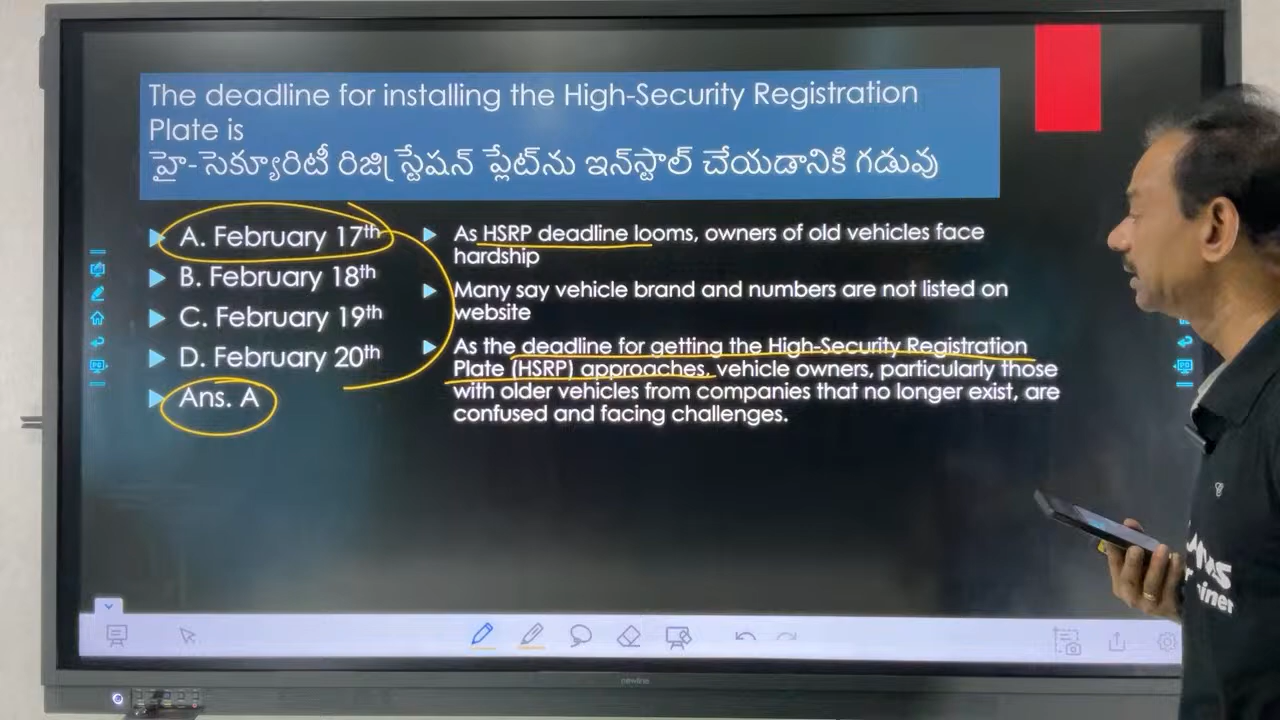 The deadline for installing the High-Security Registration
Plate is
హై-సెక్యూరిటీ రిజిస్ట్రేషన్ ప్లేట్‌ను ఇన్‌స్టాల్ చేయడానికి గడువు
A. February 17th
B. February 18th
C. February 19th
D. February 20th
Ans. A
As HSRP deadline looms, owners of old vehicles face
hardship
Many say vehicle brand and numbers are not listed on
website
As the deadline for getting the High-Security Registration
Plate (HSRP) approaches, vehicle owners, particularly those
with older vehicles from companies that no longer exist, are
confused and facing challenges.
newline